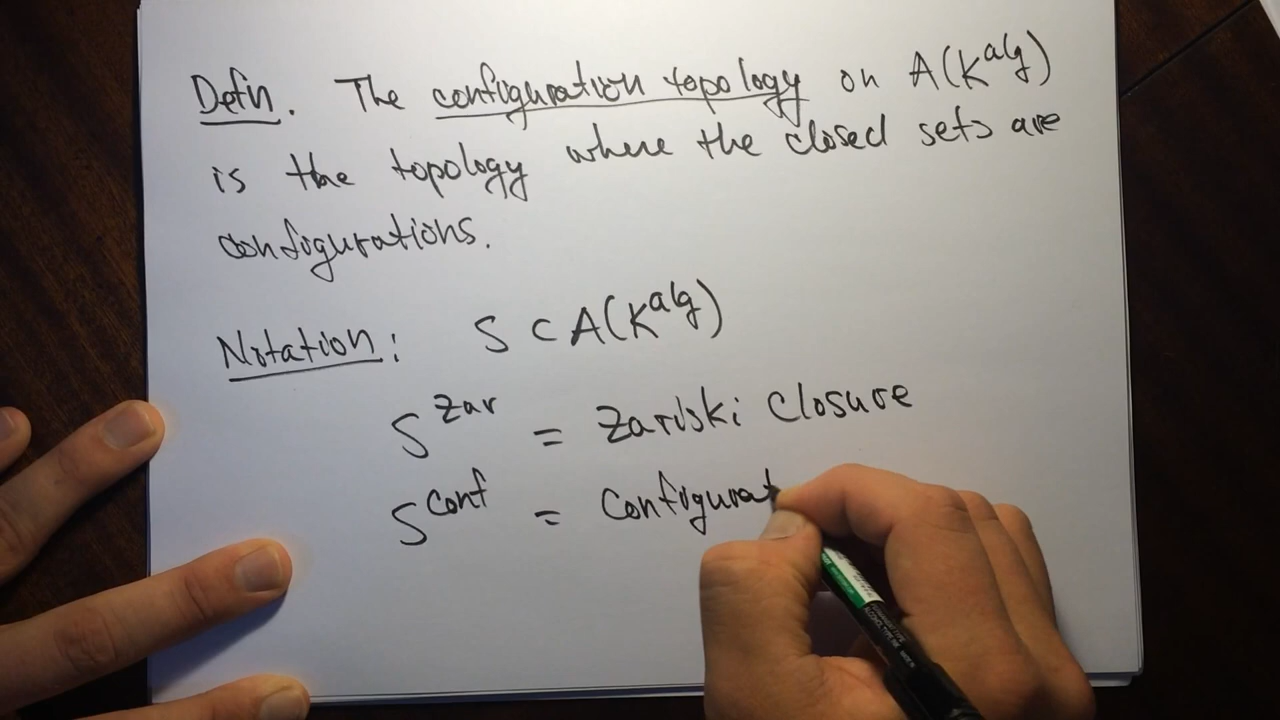 Defn. The configuration topology on A(K^alg)
is the topology where the closed sets are
configurations.
Notation: S ⊂ A(K^alg)
S^Zar = Zariski Closure
S^conf = Configurat